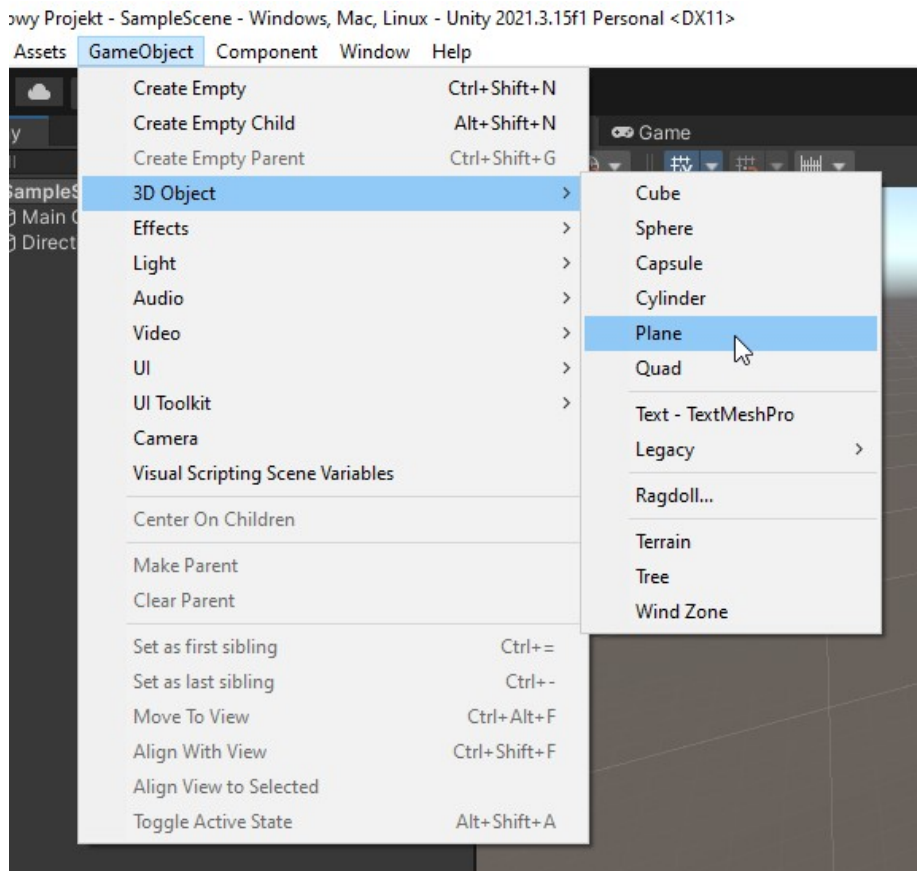 owy Projekt - SampleScene - Windows, Mac, Linux - Unity 2021.3.15f1 Personal <DX11>
Assets GameObject Component Window Help
y
Game
SampleS
Main C
Direct
Create Empty Ctrl+Shift+N
Create Empty Child Alt+Shift+N
Create Empty Parent Ctrl+Shift+G
3D Object >
Effects >
Light >
Audio >
Video >
UI >
UI Toolkit >
Camera
Visual Scripting Scene Variables
Center On Children
Make Parent
Clear Parent
Set as first sibling Ctrl+=
Set as last sibling Ctrl+-
Move To View Ctrl+Alt+F
Align With View Ctrl+Shift+F
Align View to Selected
Toggle Active State Alt+Shift+A
Cube
Sphere
Capsule
Cylinder
Plane
Quad
Text - TextMeshPro
Legacy >
Ragdoll...
Terrain
Tree
Wind Zone